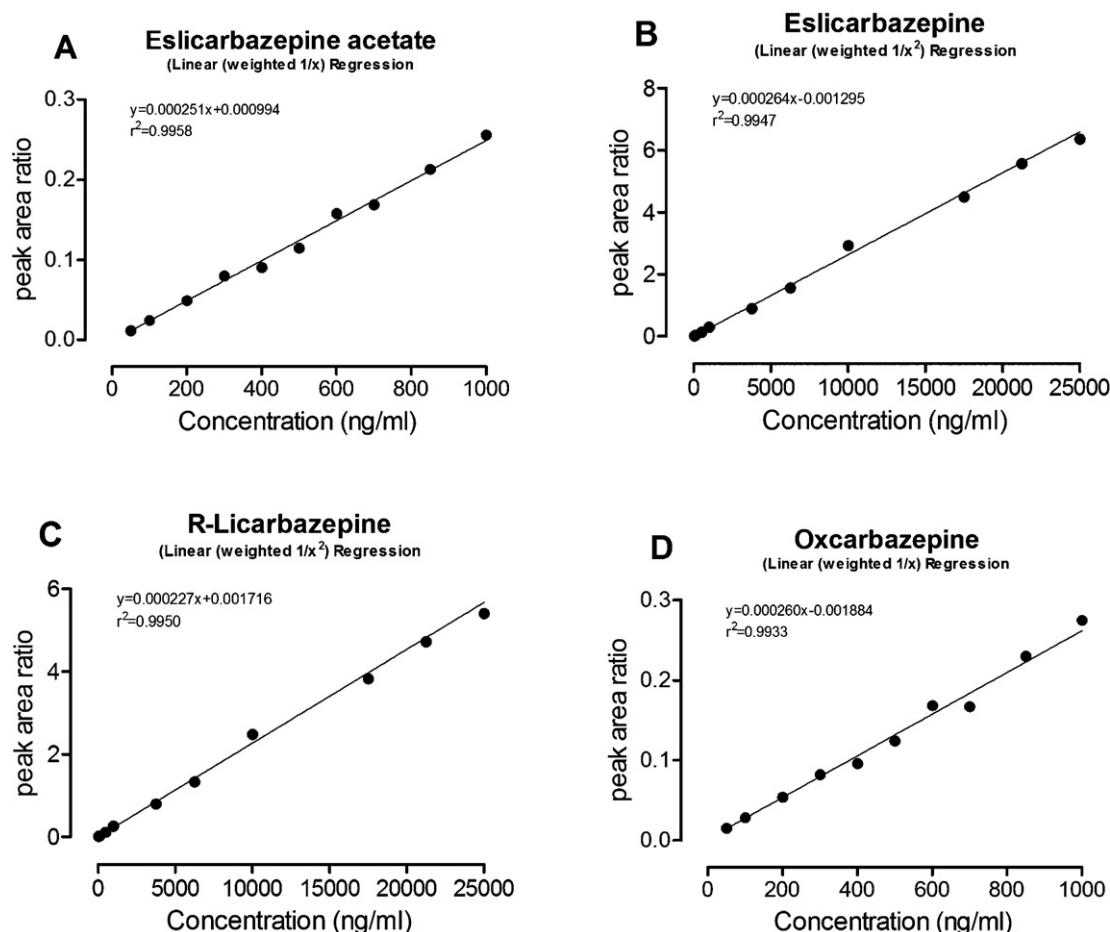 A
Eslicarbazepine acetate
(Linear (weighted 1/x) Regression
y=0.000251x+0.000994
r²=0.9958
peak area ratio
0.3
0.2
0.1
0.0
0 200 400 600 800 1000
Concentration (ng/ml)
B
Eslicarbazepine
(Linear (weighted 1/x²) Regression
y=0.000264x-0.001295
r²=0.9947
peak area ratio
8
6
4
2
0
0 5000 10000 15000 20000 25000
Concentration (ng/ml)
C
R-Licarbazepine
(Linear (weighted 1/x²) Regression
y=0.000227x+0.001716
r²=0.9950
peak area ratio
6
4
2
0
0 5000 10000 15000 20000 25000
Concentration (ng/ml)
D
Oxcarbazepine
(Linear (weighted 1/x) Regression
y=0.000260x-0.001884
r²=0.9933
peak area ratio
0.3
0.2
0.1
0.0
0 200 400 600 800 1000
Concentration (ng/ml)